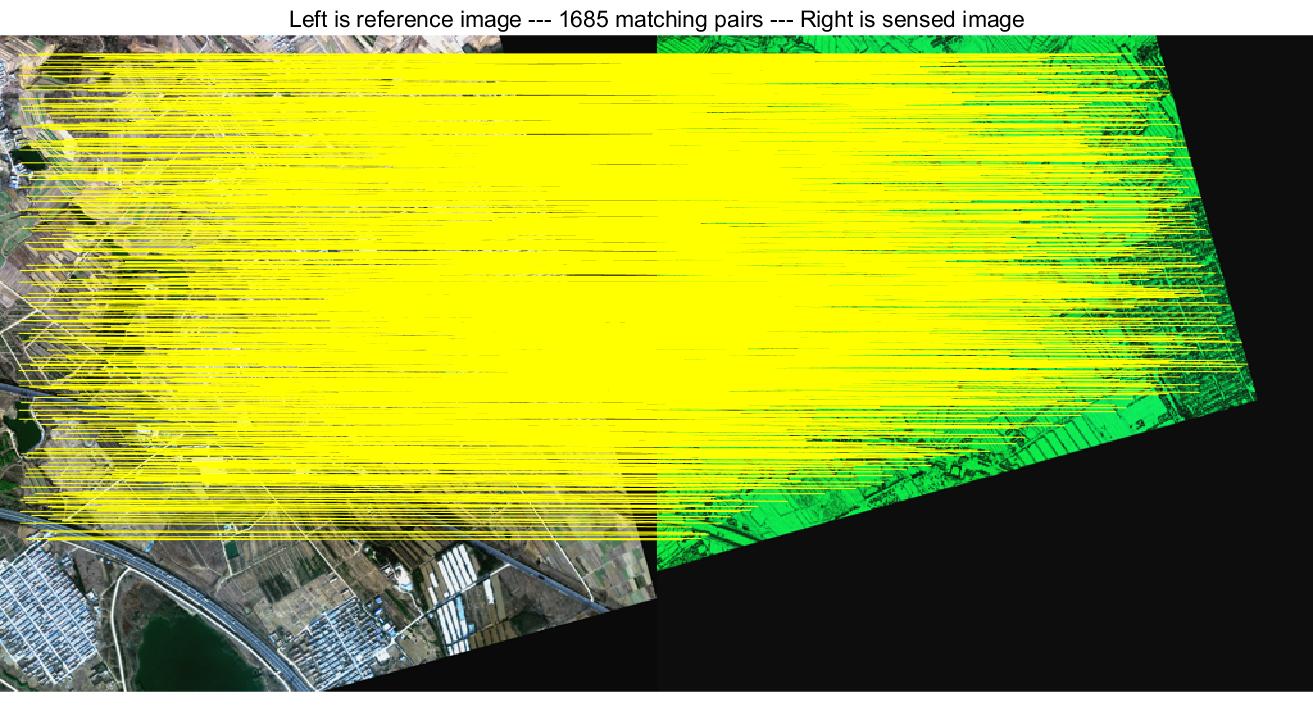 Left is reference image --- 1685 matching pairs --- Right is sensed image